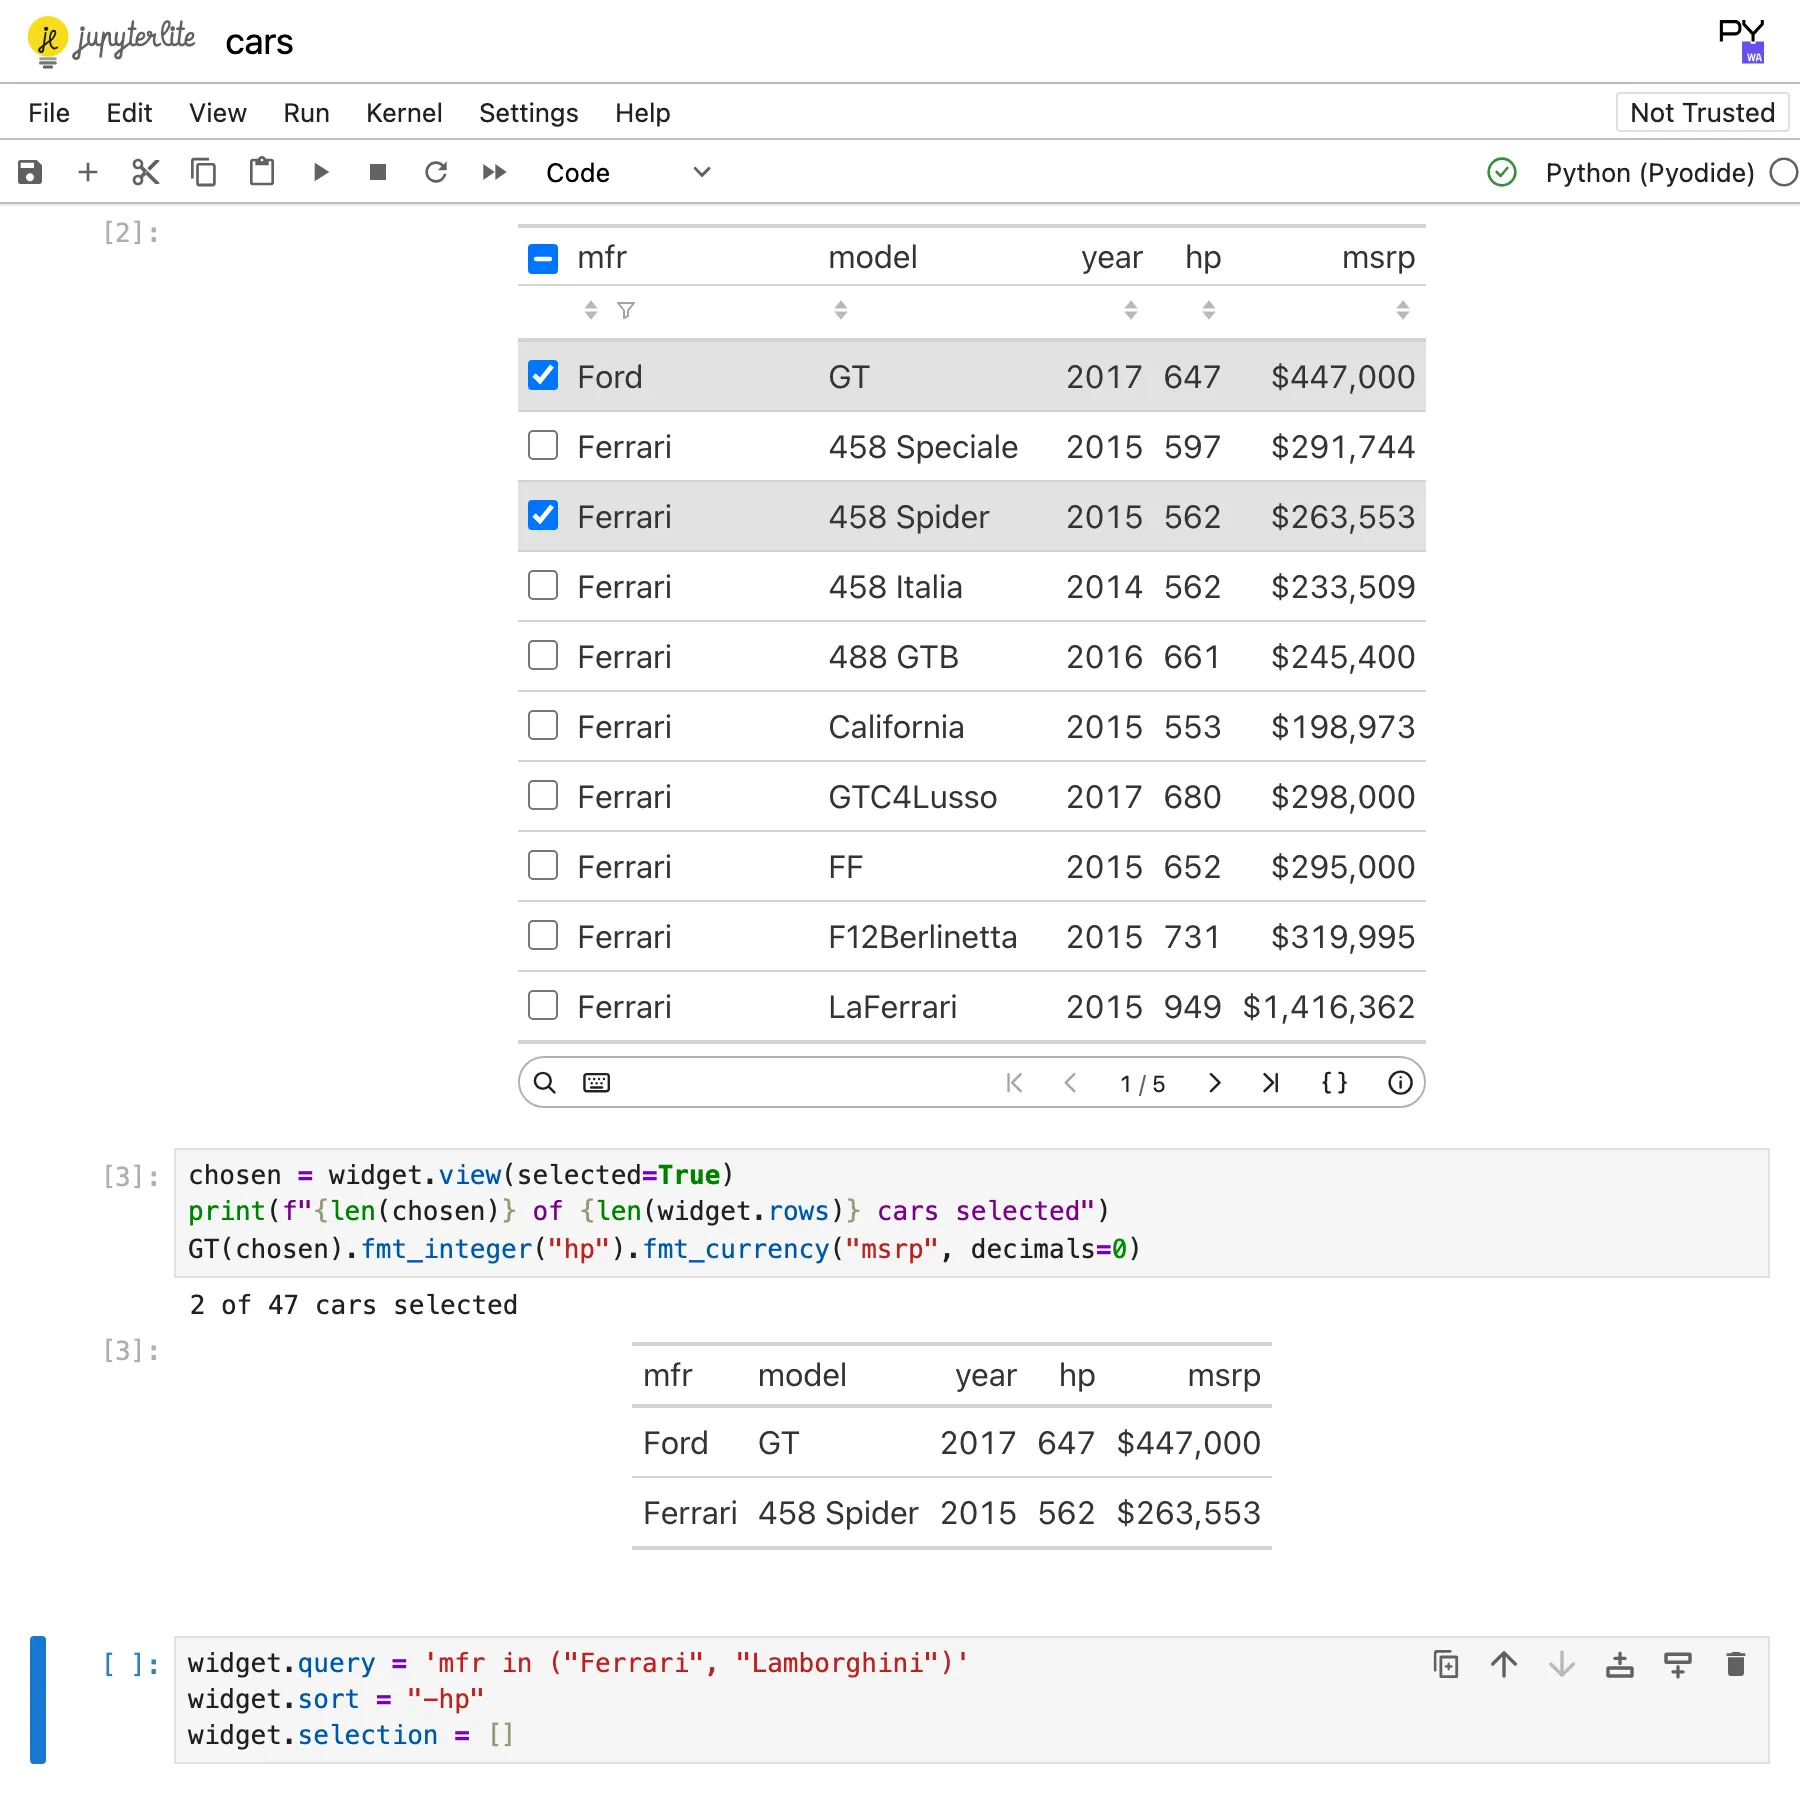 jupyterlite cars
PY
WA
File Edit View Run Kernel Settings Help Not Trusted
Code Python (Pyodide)
[2]:
mfr model year hp msrp
Ford GT 2017 647 $447,000
Ferrari 458 Speciale 2015 597 $291,744
Ferrari 458 Spider 2015 562 $263,553
Ferrari 458 Italia 2014 562 $233,509
Ferrari 488 GTB 2016 661 $245,400
Ferrari California 2015 553 $198,973
Ferrari GTC4Lusso 2017 680 $298,000
Ferrari FF 2015 652 $295,000
Ferrari F12Berlinetta 2015 731 $319,995
Ferrari LaFerrari 2015 949 $1,416,362
1 / 5 {}
[3]: chosen = widget.view(selected=True)
print(f"{len(chosen)} of {len(widget.rows)} cars selected")
GT(chosen).fmt_integer("hp").fmt_currency("msrp", decimals=0)
2 of 47 cars selected
[3]:
mfr model year hp msrp
Ford GT 2017 647 $447,000
Ferrari 458 Spider 2015 562 $263,553
[ ]: widget.query = 'mfr in ("Ferrari", "Lamborghini")'
widget.sort = "-hp"
widget.selection = []